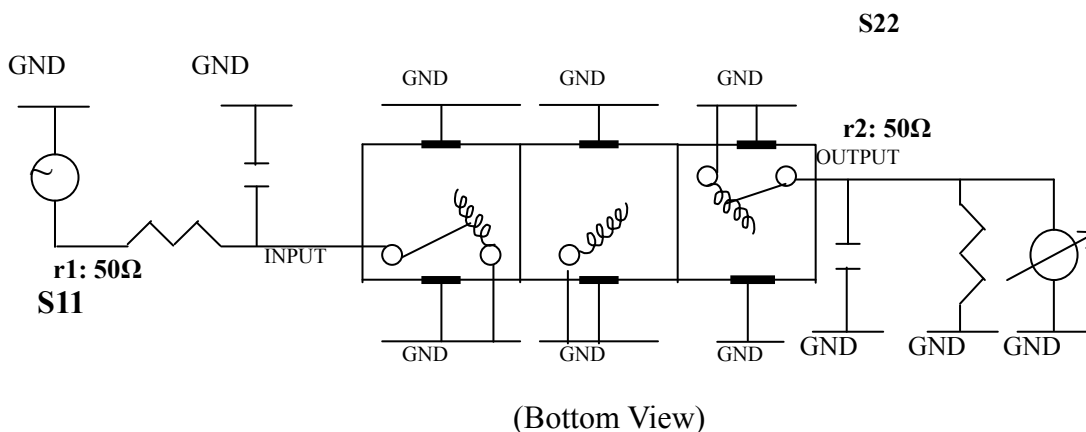 S22
GND
GND
GND
GND
GND
r2: 50Ω
OUTPUT
INPUT
r1: 50Ω
S11
GND
GND
GND
GND
GND
GND
(Bottom View)